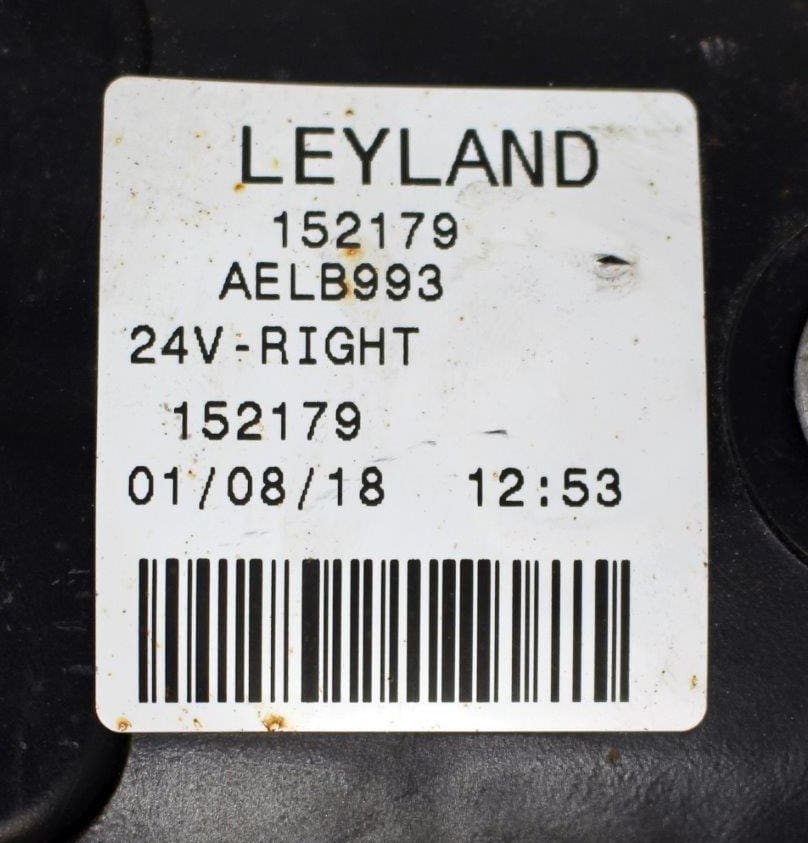 LEYLAND
152179
AELB993
24V-RIGHT
152179
01/08/18 12:53